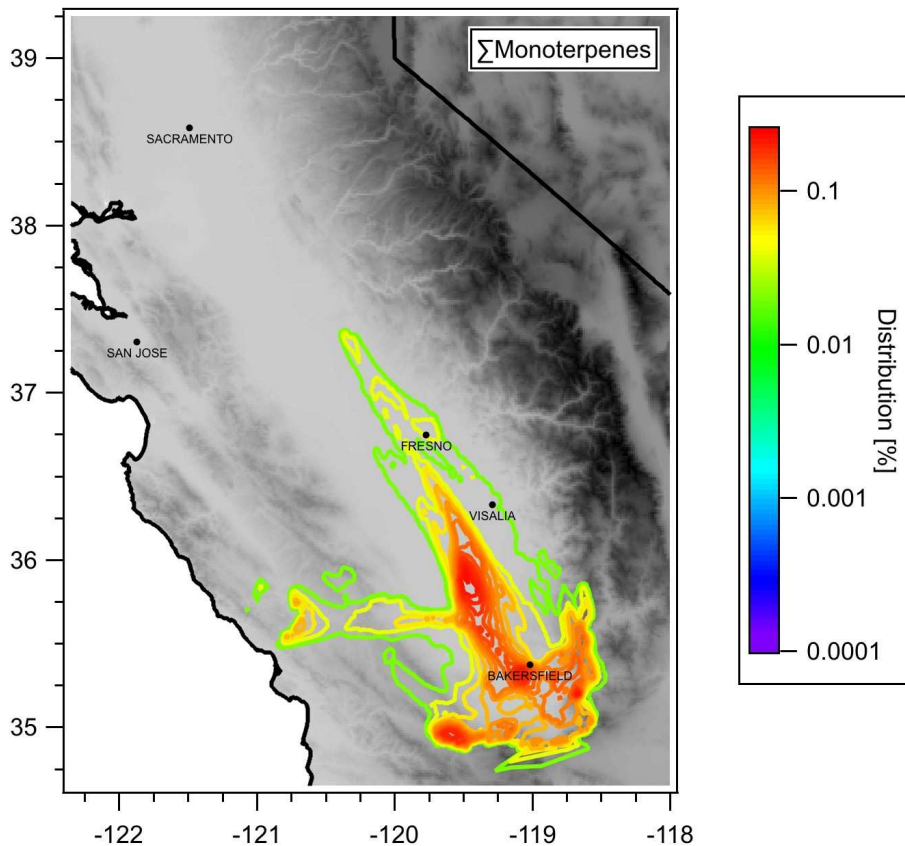 ∑Monoterpenes
39
SACRAMENTO
38
SAN JOSE
37
FRESNO
VISALIA
36
BAKERSFIELD
35
-122
-121
-120
-119
-118
0.1
0.01
0.001
0.0001
Distribution [%]